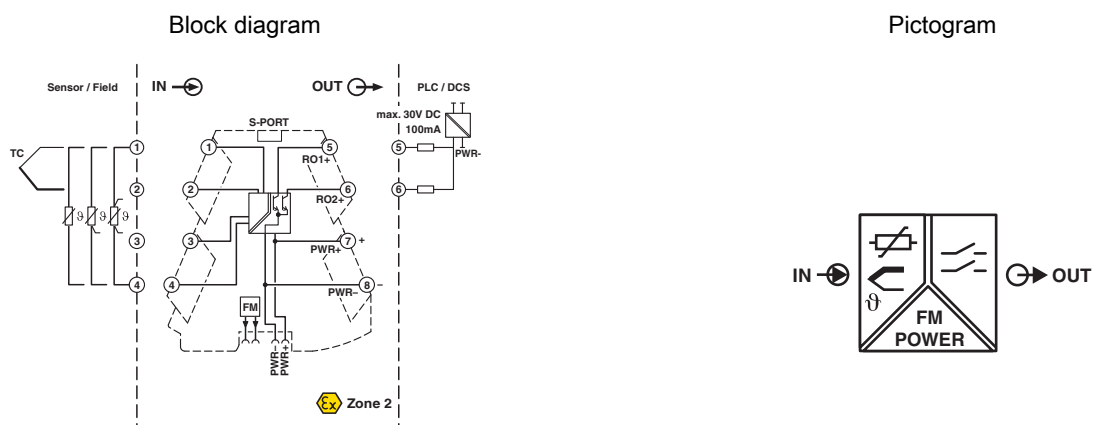 Block diagram
Pictogram
Sensor / Field
IN
OUT
PLC / DCS
max. 30V DC
100mA
PWR-
S-PORT
TC
1
1
5
RO1+
5
2
2
6
RO2+
6
ϑ
ϑ
ϑ
3
3
7
+
PWR+
4
4
8
–
PWR–
FM
PWR–
PWR+
Ex
Zone 2
IN
ϑ
FM
POWER
OUT